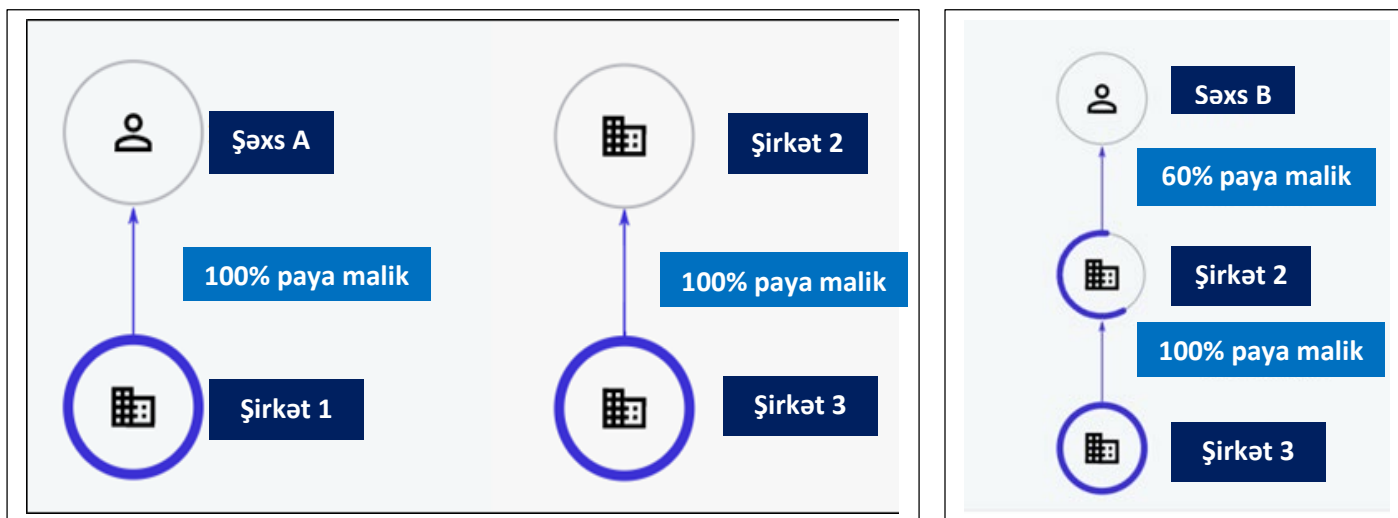 Şəxs A
100% paya malik
Şirkət 1
Şirkət 2
100% paya malik
Şirkət 3
Səxs B
60% paya malik
Şirkət 2
100% paya malik
Şirkət 3